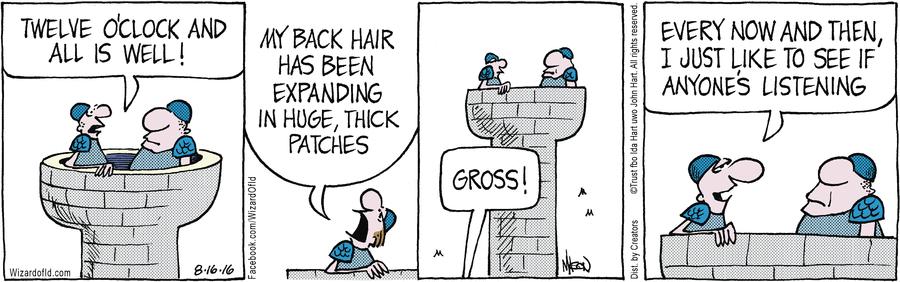 TWELVE O'CLOCK AND
ALL IS WELL!
WizardofId.com
8-16-16
Facebook.com/WizardOfId
MY BACK HAIR
HAS BEEN
EXPANDING
IN HUGE, THICK
PATCHES
GROSS!
MASON
Dist. by Creators ©Trust fbo Ida Hart uwo John Hart. All rights reserved.
EVERY NOW AND THEN,
I JUST LIKE TO SEE IF
ANYONE'S LISTENING